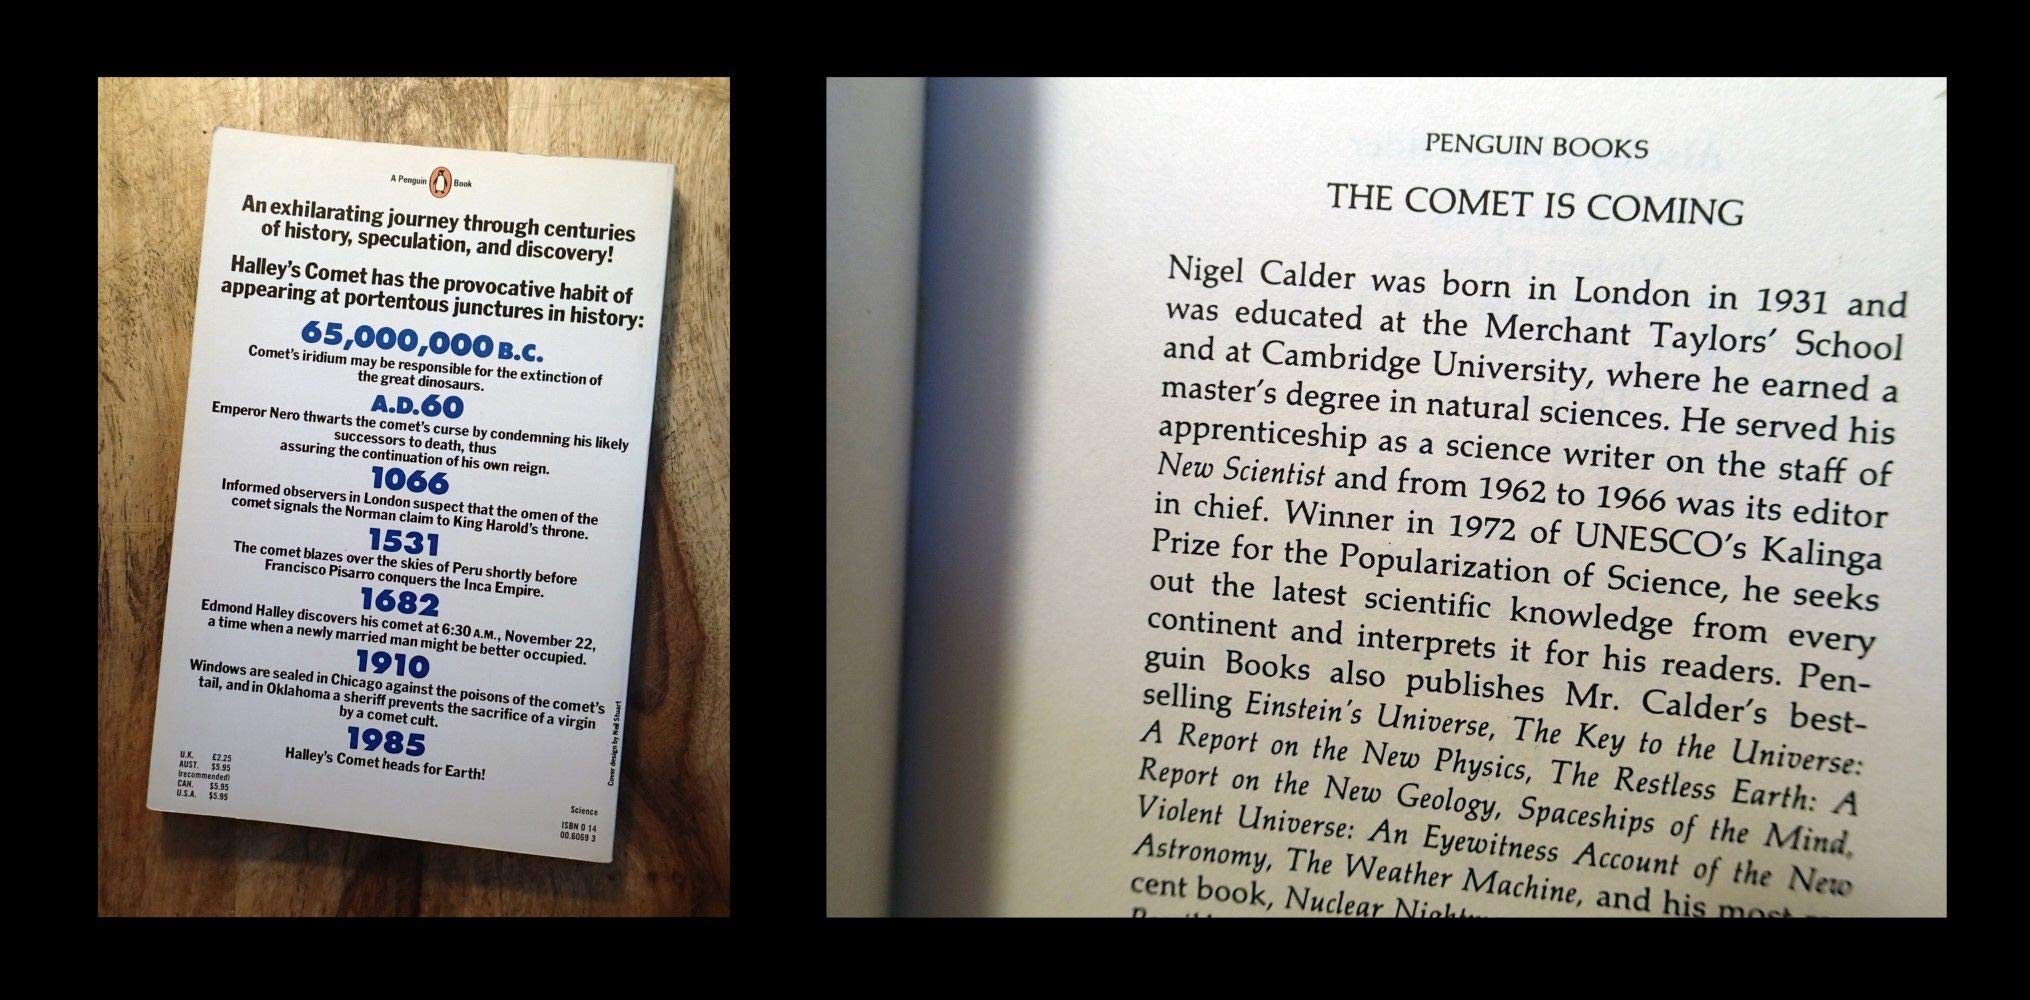 A Penguin Book
An exhilarating journey through centuries
of history, speculation, and discovery!
Halley's Comet has the provocative habit of
appearing at portentous junctures in history:
65,000,000 B.C.
Comet's iridium may be responsible for the extinction of
the great dinosaurs.
A.D.60
Emperor Nero thwarts the comet's curse by condemning his likely
successors to death, thus
assuring the continuation of his own reign.
1066
Informed observers in London suspect that the omen of the
comet signals the Norman claim to King Harold's throne.
1531
The comet blazes over the skies of Peru shortly before
Francisco Pisarro conquers the Inca Empire.
1682
Edmond Halley discovers his comet at 6:30 A.M., November 22,
a time when a newly married man might be better occupied.
1910
Windows are sealed in Chicago against the poisons of the comet's
tail, and in Oklahoma a sheriff prevents the sacrifice of a virgin
by a comet cult.
1985
Halley's Comet heads for Earth!
U.K. £2.25
AUST. $5.95
(recommended)
CAN. $5.95
U.S.A. $5.95
Cover design by Neil Stuart
Science
ISBN 0 14
00.6069 3
PENGUIN BOOKS
THE COMET IS COMING
Nigel Calder was born in London in 1931 and
was educated at the Merchant Taylors' School
and at Cambridge University, where he earned a
master's degree in natural sciences. He served his
apprenticeship as a science writer on the staff of
New Scientist and from 1962 to 1966 was its editor
in chief. Winner in 1972 of UNESCO's Kalinga
Prize for the Popularization of Science, he seeks
out the latest scientific knowledge from every
continent and interprets it for his readers. Pen-
guin Books also publishes Mr. Calder's best-
selling Einstein's Universe, The Key to the Universe:
A Report on the New Physics, The Restless Earth: A
Report on the New Geology, Spaceships of the Mind,
Violent Universe: An Eyewitness Account of the New
Astronomy, The Weather Machine, and his most
cent book, Nuclear